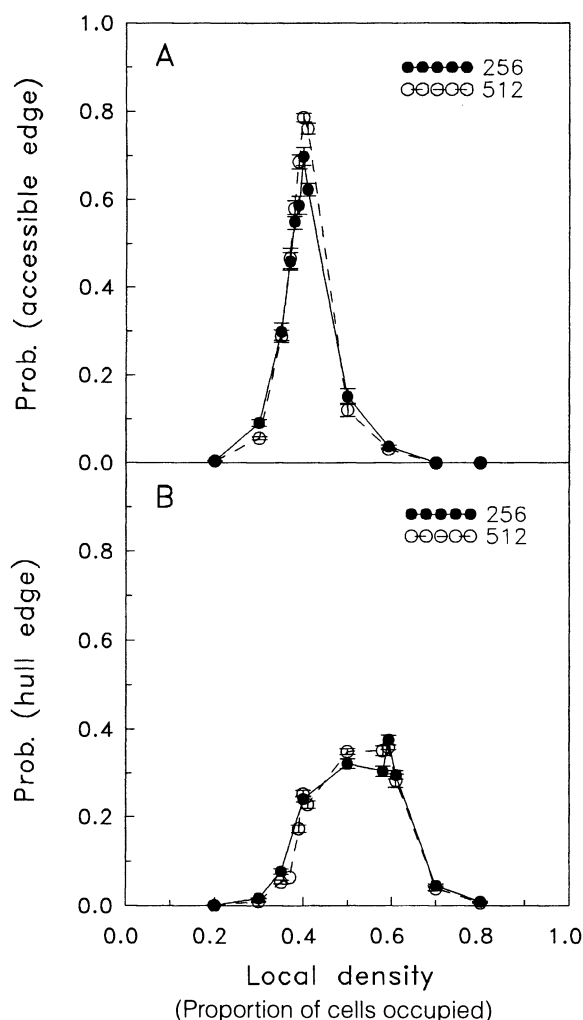 1.0
A
256
512
0.8
0.6
0.4
0.2
0.0
Prob. (accessible edge)
B
256
512
0.8
0.6
0.4
0.2
0.0
Prob. (hull edge)
0.0 0.2 0.4 0.6 0.8 1.0
Local density
(Proportion of cells occupied)